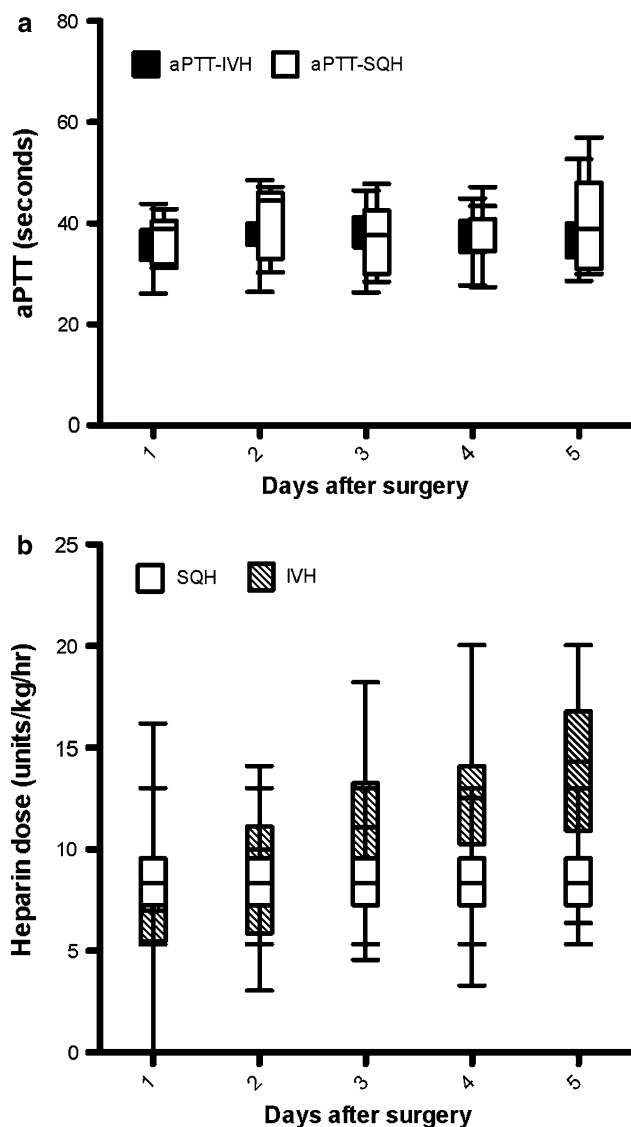 a
80
60
40
20
0
aPTT-IVH aPTT-SQH
aPTT (seconds)
1 2 3 4 5
Days after surgery
b
25
20
15
10
5
0
SQH IVH
Heparin dose (units/kg/hr)
1 2 3 4 5
Days after surgery